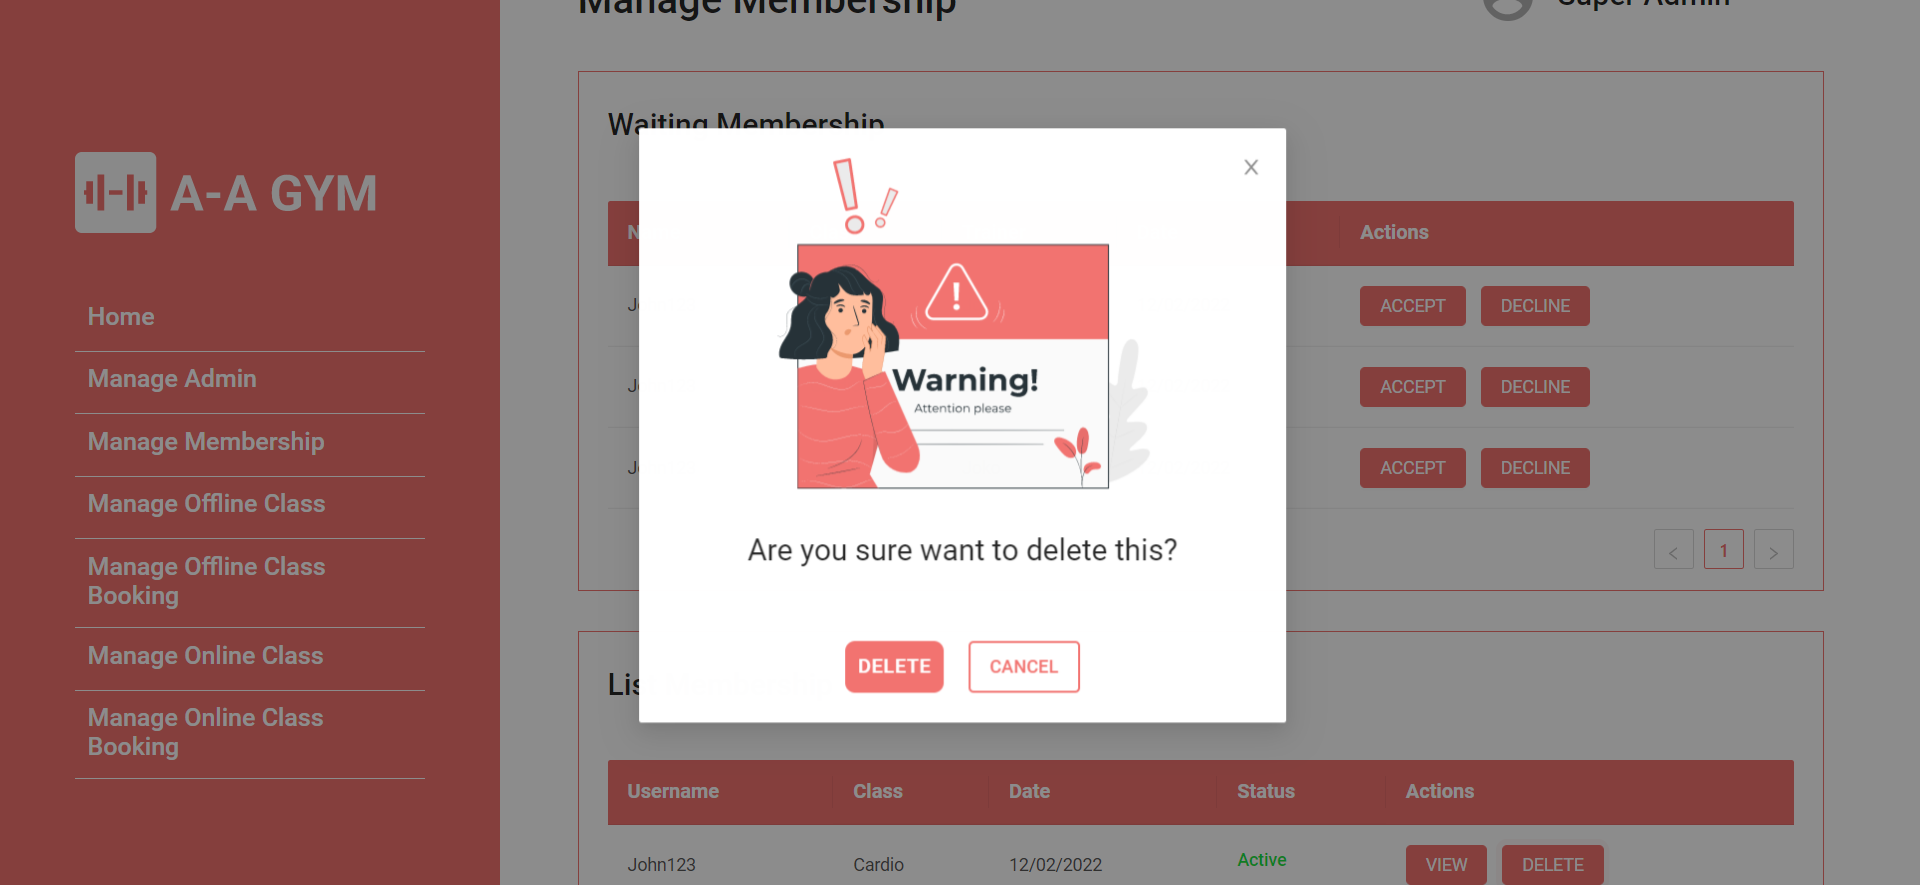 Manage Membership
Super Admin
A-A GYM
Home
Manage Admin
Manage Membership
Manage Offline Class
Manage Offline Class
Booking
Manage Online Class
Manage Online Class
Booking
Waiting Membership
Actions
ACCEPT DECLINE
ACCEPT DECLINE
ACCEPT DECLINE
< 1 >
X
Warning!
Attention please
Are you sure want to delete this?
DELETE CANCEL
Username Class Date Status Actions
John123 Cardio 12/02/2022 Active VIEW DELETE